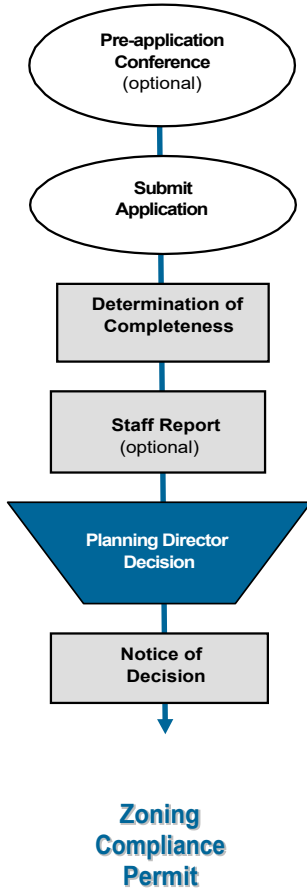 Pre-application
Conference
(optional)
Submit
Application
Determination of
Completeness
Staff Report
(optional)
Planning Director
Decision
Notice of
Decision
Zoning
Compliance
Permit